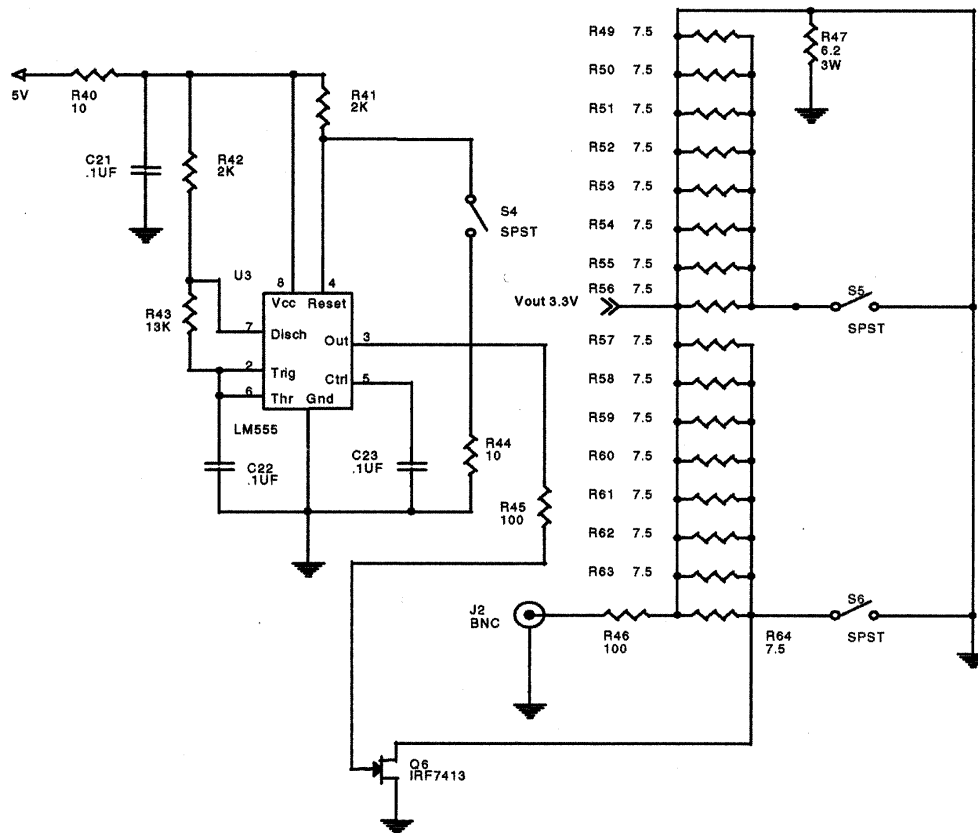 5V
R40
10
C21
.1UF
R42
2K
R41
2K
S4
SPST
U3
8
4
Vcc
Reset
R43
13K
7
Disch
Out
3
2
Trig
Ctrl
5
6
Thr
Gnd
LM555
C22
.1UF
C23
.1UF
R44
10
R45
100
Q6
IRF7413
R49 7.5
R50 7.5
R51 7.5
R52 7.5
R53 7.5
R54 7.5
R55 7.5
R56 7.5
Vout 3.3V
R57 7.5
R58 7.5
R59 7.5
R60 7.5
R61 7.5
R62 7.5
R63 7.5
R47
6.2
3W
S5
SPST
J2
BNC
R46
100
R64
7.5
S6
SPST